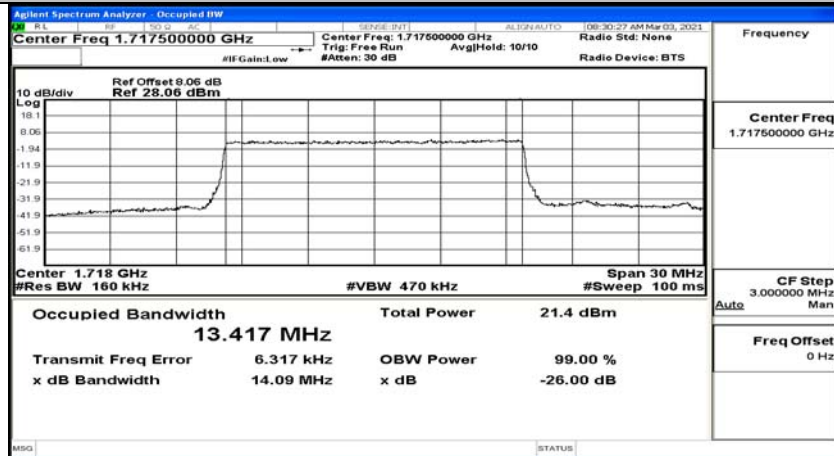 Agilent Spectrum Analyzer - Occupied BW
RL RF 50 Ω AC SENSE:INT ALIGNAUTO 08:30:27 AM Mar 03, 2021
Center Freq 1.717500000 GHz
Center Freq: 1.717500000 GHz
Radio Std: None
Frequency
Trig: Free Run Avg|Hold: 10/10
#IFGain:Low #Atten: 30 dB Radio Device: BTS
Ref Offset 8.06 dB
10 dB/div Ref 28.06 dBm
Log
18.1
8.06
-1.94
-11.9
-21.9
-31.9
-41.9
-51.9
-61.9
Center Freq
1.717500000 GHz
Center 1.718 GHz Span 30 MHz
#Res BW 160 kHz #VBW 470 kHz #Sweep 100 ms
CF Step
3.000000 MHz
Auto Man
Occupied Bandwidth Total Power 21.4 dBm
13.417 MHz
Freq Offset
0 Hz
Transmit Freq Error 6.317 kHz OBW Power 99.00 %
x dB Bandwidth 14.09 MHz x dB -26.00 dB
MSG STATUS